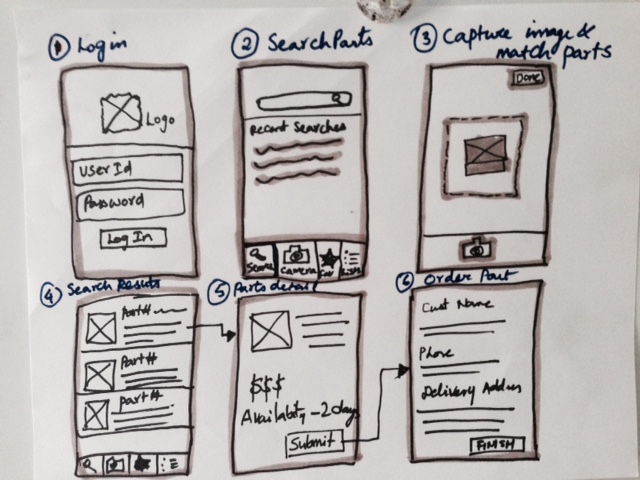 1 Log in
Logo
User Id
Password
Log In
2 Search Parts
Recent Searches
Search
Camera
Fav
Lists
3 Capture image &
match parts
DONE
4 Search Results
Part#
Part#
Part#
5 Parts detail
$$$
Availability - 2 days
Submit
6 Order Part
Cust Name
Phone
Delivery Address
FINISH